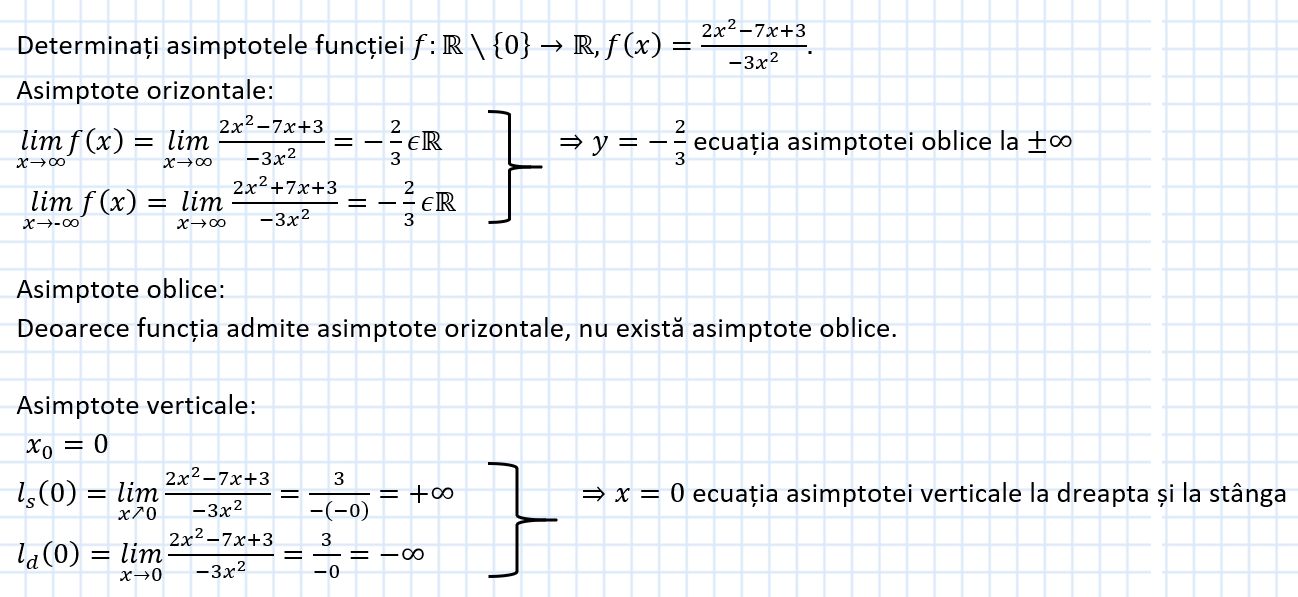 Determinați asimptotele funcției f: ℝ \ {0} → ℝ, f(x) = (2x²−7x+3)/(−3x²).
Asimptote orizontale:
lim_{x→∞} f(x) = lim_{x→∞} (2x²−7x+3)/(−3x²) = −2/3 ϵℝ
⇒ y = −2/3 ecuația asimptotei oblice la ±∞
lim_{x→-∞} f(x) = lim_{x→∞} (2x²+7x+3)/(−3x²) = −2/3 ϵℝ
Asimptote oblice:
Deoarece funcția admite asimptote orizontale, nu există asimptote oblice.
Asimptote verticale:
x₀ = 0
lₛ(0) = lim_{x↗0} (2x²−7x+3)/(−3x²) = 3/(−(−0)) = +∞
⇒ x = 0 ecuația asimptotei verticale la dreapta și la stânga
l_d(0) = lim_{x→0} (2x²−7x+3)/(−3x²) = 3/(−0) = −∞